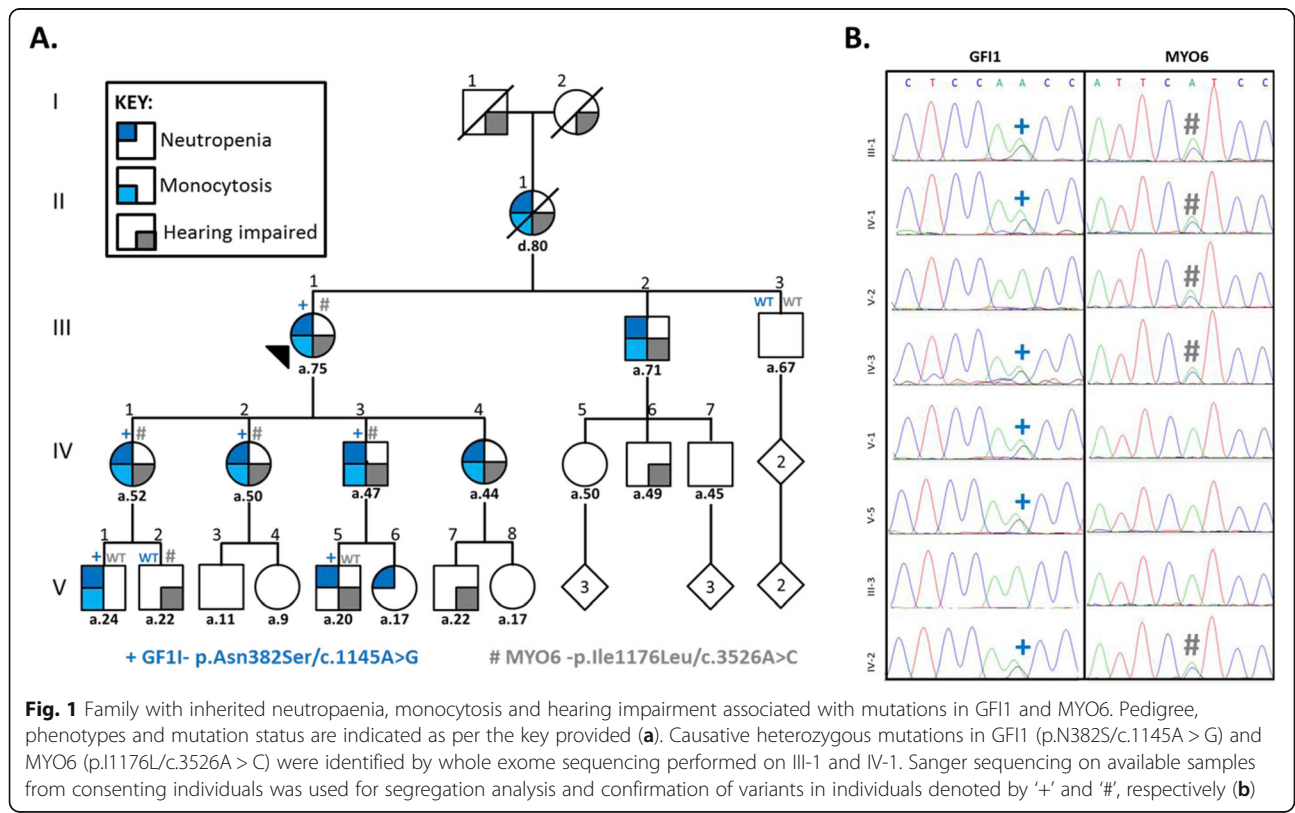 A.
B.
GFI1 MYO6
C T C C A A C C A T T C A T C C
KEY:
Neutropenia
Monocytosis
Hearing impaired
I
1 2
II
1
d.80
III
1 2 3
+ # WT WT
a.75 a.71 a.67
IV
1 2 3 4 5 6 7
+ # + # + # 2
a.52 a.50 a.47 a.44 a.50 a.49 a.45
V
1 2 3 4 5 6 7 8
+ WT WT # + WT 3 3 2
a.24 a.22 a.11 a.9 a.20 a.17 a.22 a.17
+ GF1I- p.Asn382Ser/c.1145A>G # MYO6 -p.Ile1176Leu/c.3526A>C
III-1 + #
IV-1 + #
V-2 #
IV-3 + #
V-1 +
V-5 +
III-3
IV-2 + #
Fig. 1 Family with inherited neutropaenia, monocytosis and hearing impairment associated with mutations in GFI1 and MYO6. Pedigree,
phenotypes and mutation status are indicated as per the key provided (a). Causative heterozygous mutations in GFI1 (p.N382S/c.1145A > G) and
MYO6 (p.I1176L/c.3526A > C) were identified by whole exome sequencing performed on III-1 and IV-1. Sanger sequencing on available samples
from consenting individuals was used for segregation analysis and confirmation of variants in individuals denoted by '+' and '#', respectively (b)